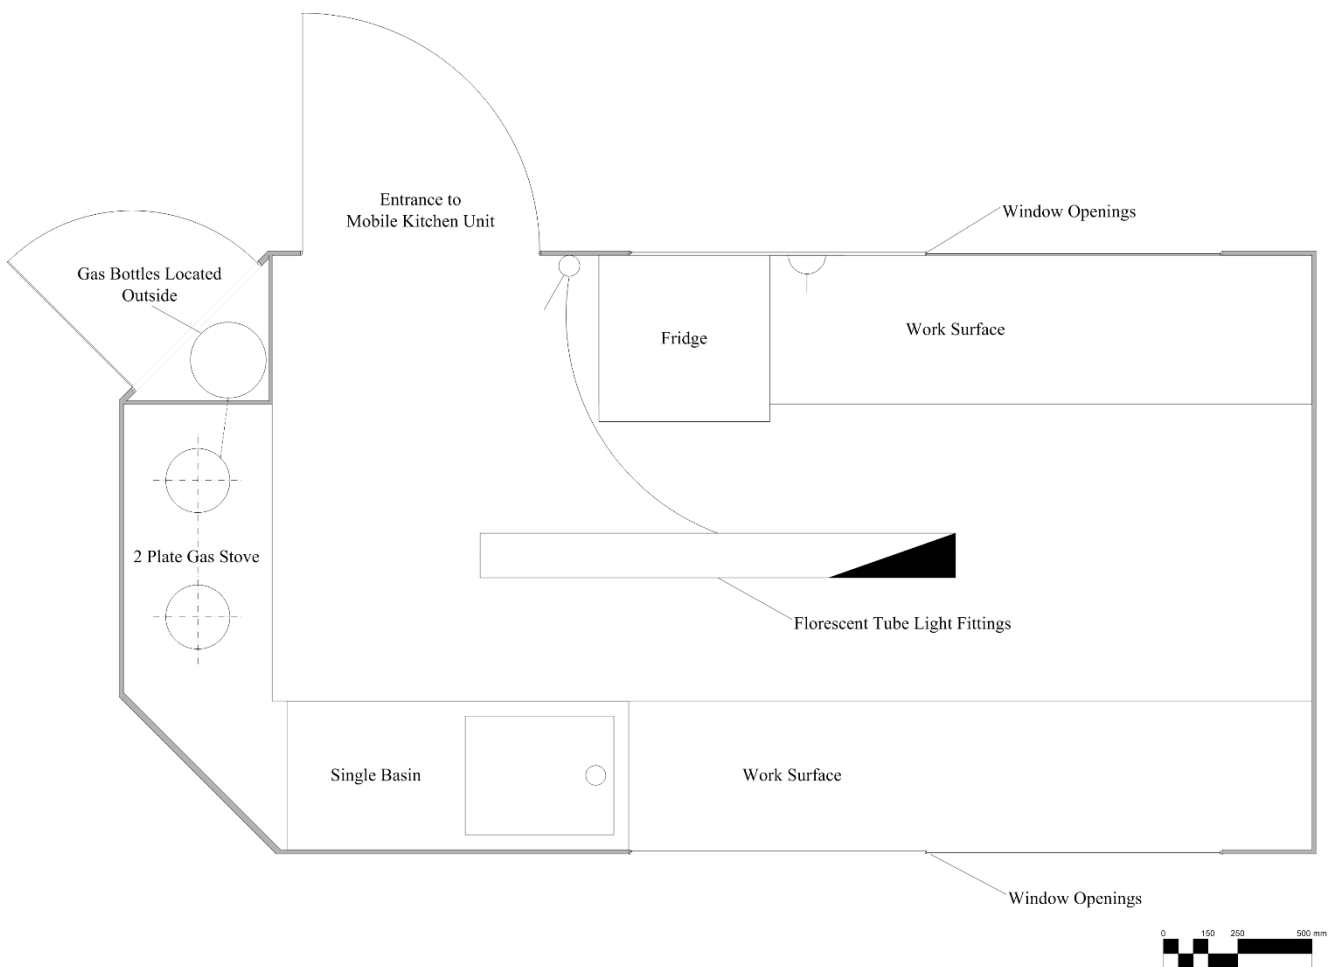 Entrance to
Mobile Kitchen Unit
Window Openings
Gas Bottles Located
Outside
Fridge
Work Surface
2 Plate Gas Stove
Florescent Tube Light Fittings
Single Basin
Work Surface
Window Openings
0 150 250 500 mm